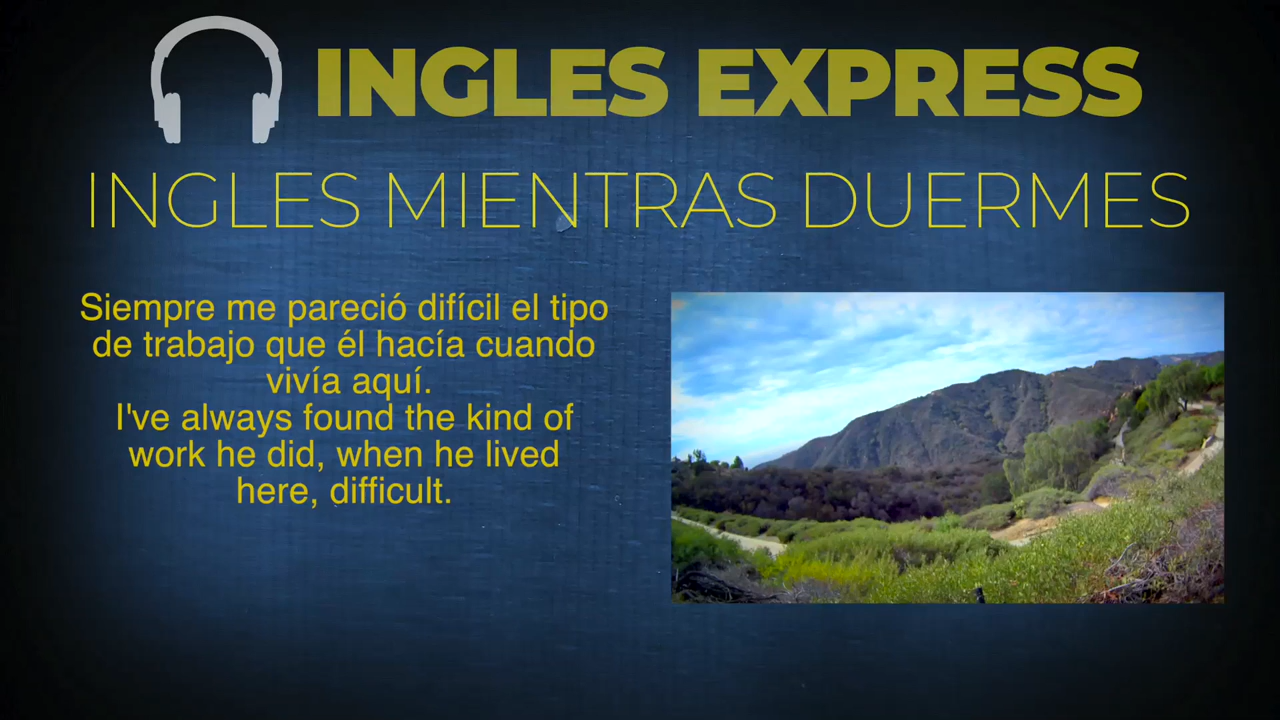 INGLES EXPRESS
INGLES MIENTRAS DUERMES
Siempre me pareció difícil el tipo
de trabajo que él hacía cuando
vivía aquí.
I've always found the kind of
work he did, when he lived
here, difficult.